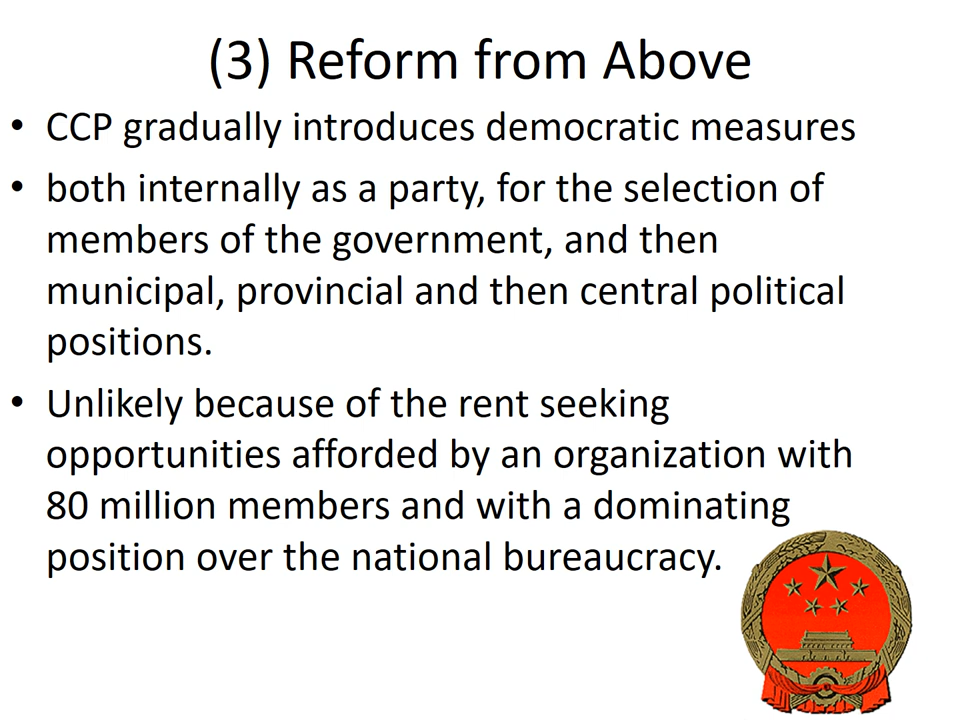 (3) Reform from Above
• CCP gradually introduces democratic measures
• both internally as a party, for the selection of
members of the government, and then
municipal, provincial and then central political
positions.
• Unlikely because of the rent seeking
opportunities afforded by an organization with
80 million members and with a dominating
position over the national bureaucracy.